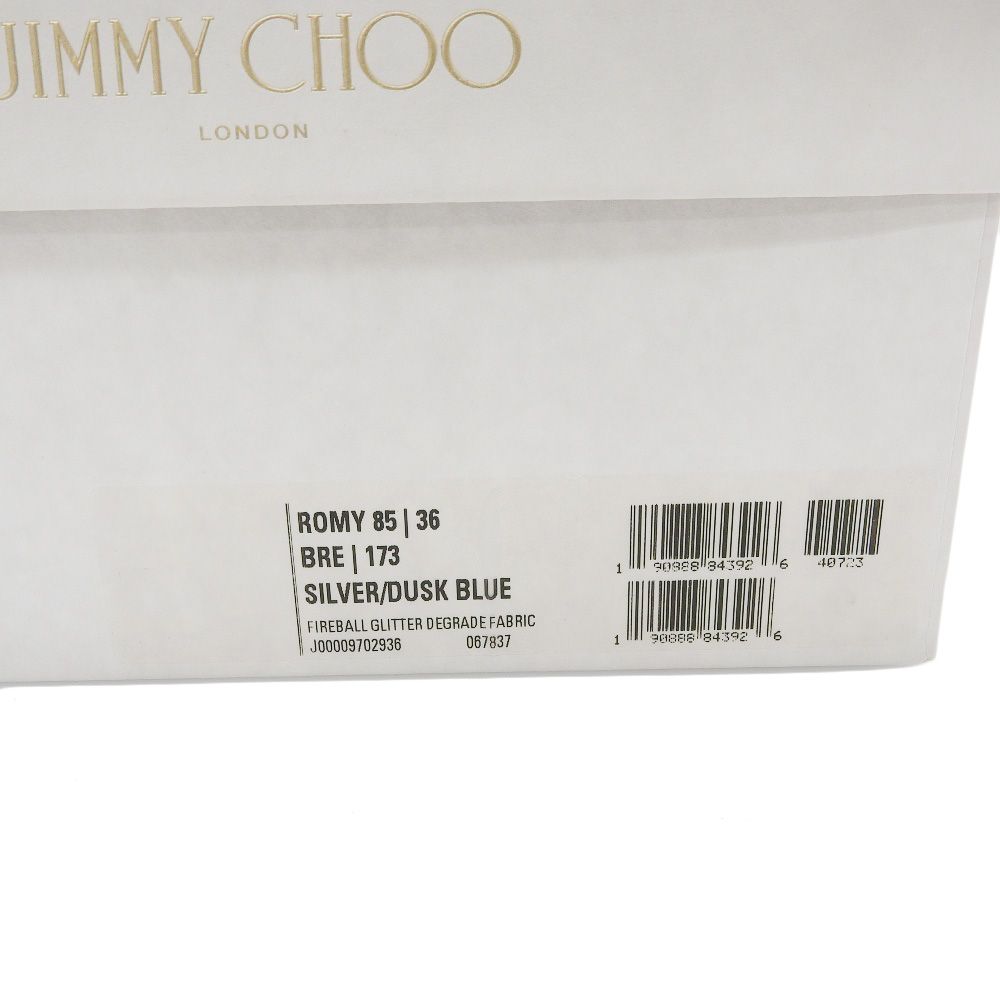 JIMMY CHOO
LONDON
ROMY 85 | 36
BRE | 173
SILVER/DUSK BLUE
FIREBALL GLITTER DEGRADE FABRIC
J00009702936 067837
1 90888 84392 6
40723
1 90888 84392 6